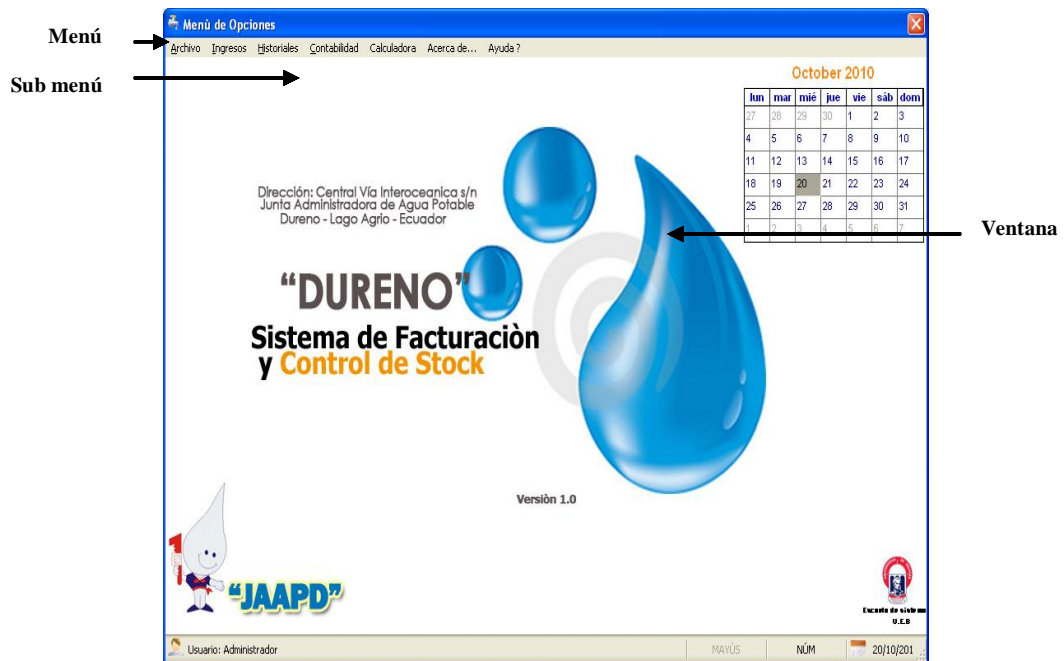 Menù de Opciones
Menú
Archivo Ingresos Historiales Contabilidad Calculadora Acerca de... Ayuda ?
Sub menú
October 2010
lun mar mié jue vie sáb dom
27 28 29 30 1 2 3
4 5 6 7 8 9 10
11 12 13 14 15 16 17
18 19 20 21 22 23 24
25 26 27 28 29 30 31
1 2 3 4 5 6 7
Ventana
Dirección: Central Vía Interoceanica s/n
Junta Administradora de Agua Potable
Dureno - Lago Agrio - Ecuador
“DURENO”
Sistema de Facturaciòn
y Control de Stock
Versiòn 1.0
1
“JAAPD”
Escuela de sistem
U.E.B
Usuario: Administrador MAYÚS NÚM 20/10/201